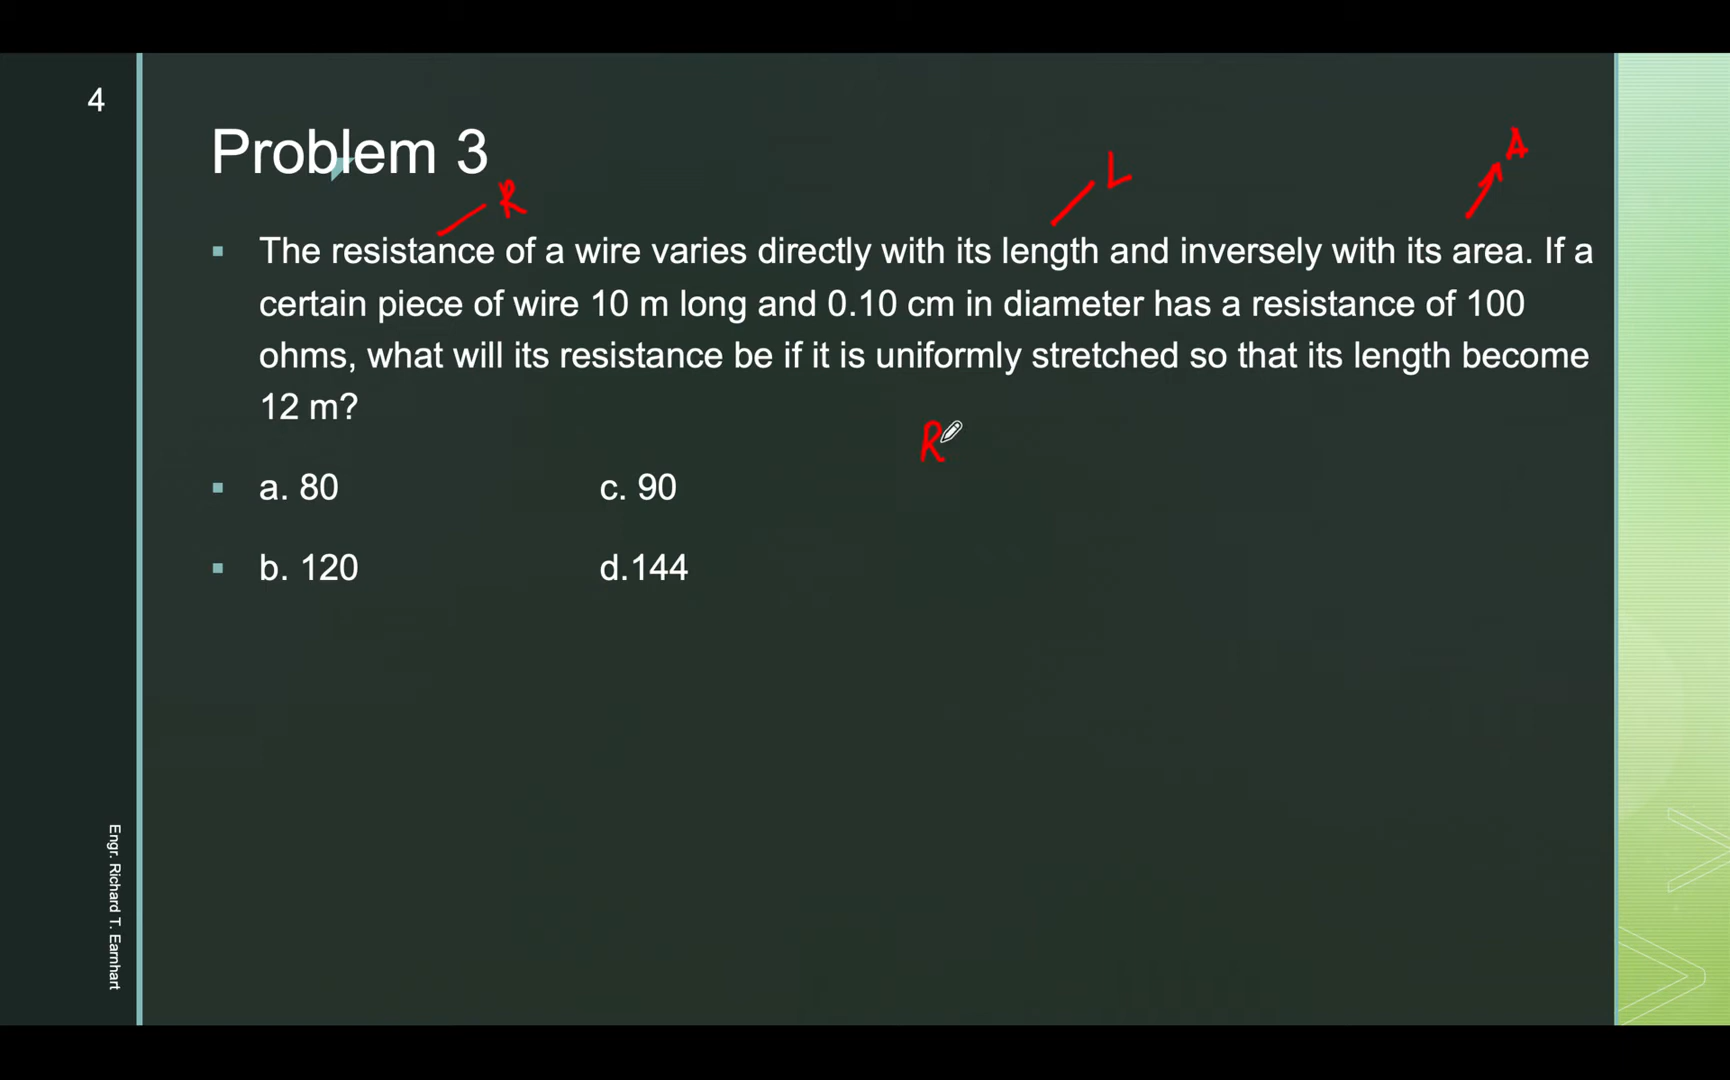 4
Problem 3
R
L
A
▪ The resistance of a wire varies directly with its length and inversely with its area. If a
certain piece of wire 10 m long and 0.10 cm in diameter has a resistance of 100
ohms, what will its resistance be if it is uniformly stretched so that its length become
12 m?
R
▪ a. 80 c. 90
▪ b. 120 d.144
Engr. Richard T. Earnhart